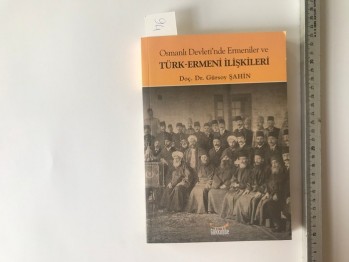 Osmanlı Devleti'nde Ermeniler ve
TÜRK-ERMENİ İLİŞKİLERİ
Doç. Dr. Gürsoy ŞAHİN